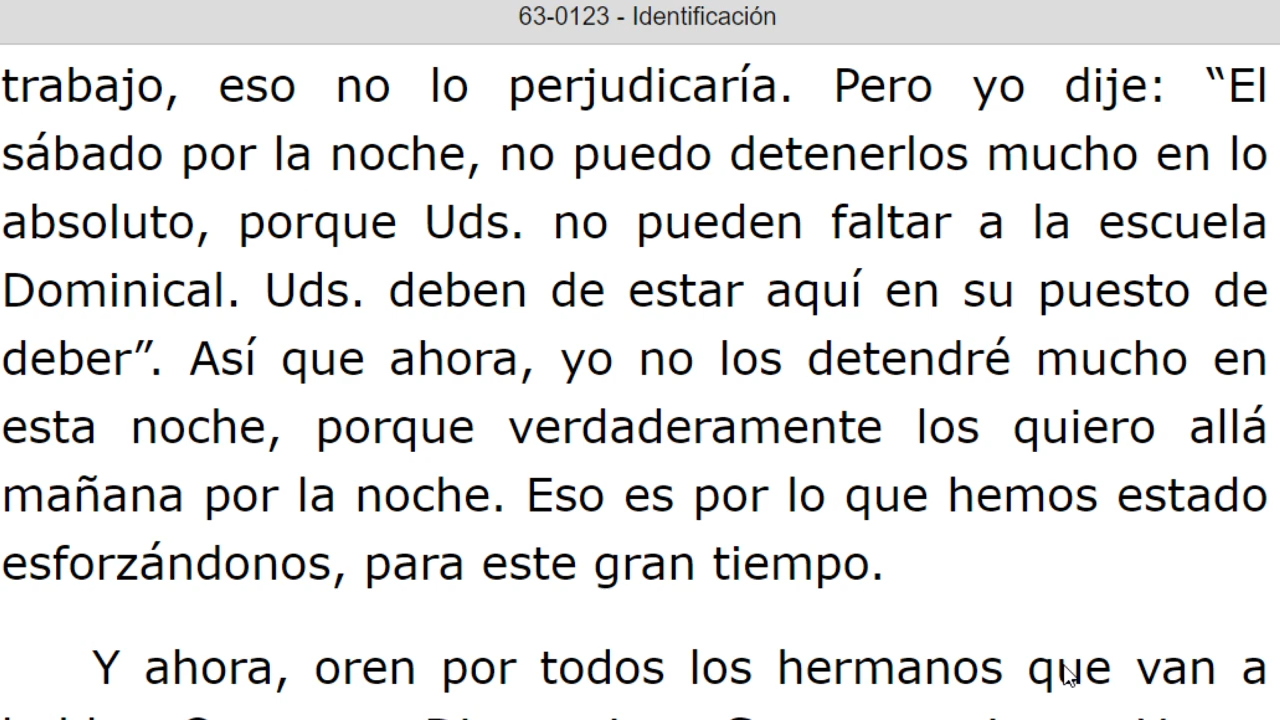 63-0123 - Identificación
trabajo, eso no lo perjudicaría. Pero yo dije: “El
sábado por la noche, no puedo detenerlos mucho en lo
absoluto, porque Uds. no pueden faltar a la escuela
Dominical. Uds. deben de estar aquí en su puesto de
deber”. Así que ahora, yo no los detendré mucho en
esta noche, porque verdaderamente los quiero allá
mañana por la noche. Eso es por lo que hemos estado
esforzándonos, para este gran tiempo.
Y ahora, oren por todos los hermanos que van a